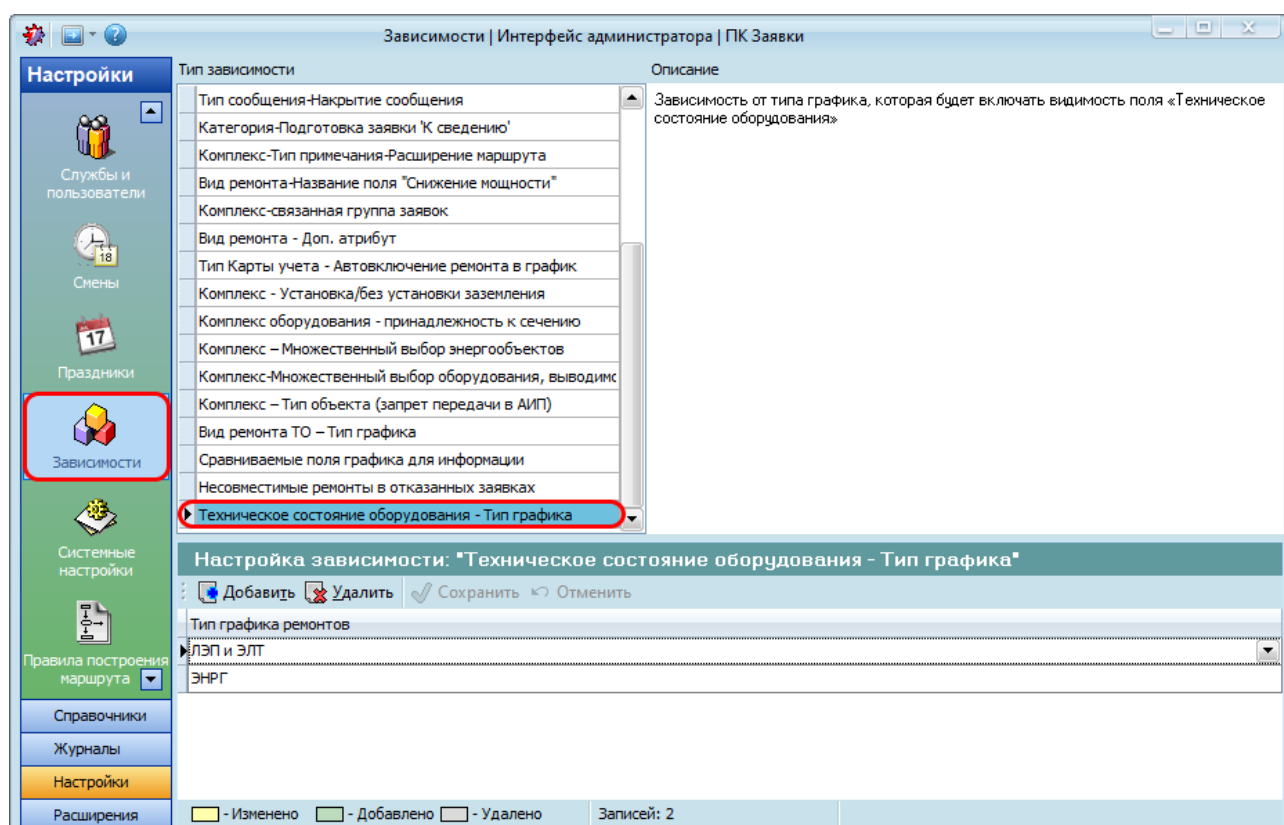 Зависимости | Интерфейс администратора | ПК Заявки
Настройки
Службы и
пользователи
18
Смены
17
Праздники
Зависимости
Системные
настройки
Правила построения
маршрута
Справочники
Журналы
Настройки
Расширения
Тип зависимости
Тип сообщения-Накрытие сообщения
Категория-Подготовка заявки 'К сведению'
Комплекс-Тип примечания-Расширение маршрута
Вид ремонта-Название поля "Снижение мощности"
Комплекс-связанная группа заявок
Вид ремонта - Доп. атрибут
Тип Карты учета - Автовключение ремонта в график
Комплекс - Установка/без установки заземления
Комплекс оборудования - принадлежность к сечению
Комплекс – Множественный выбор энергообъектов
Комплекс-Множественный выбор оборудования, выводимо
Комплекс – Тип объекта (запрет передачи в АИП)
Вид ремонта ТО – Тип графика
Сравниваемые поля графика для информации
Несовместимые ремонты в отказанных заявках
Техническое состояние оборудования - Тип графика
Описание
Зависимость от типа графика, которая будет включать видимость поля «Техническое
состояние оборудования»
Настройка зависимости: "Техническое состояние оборудования - Тип графика"
Добавить Удалить Сохранить Отменить
Тип графика ремонтов
ЛЭП и ЭЛТ
ЭНРГ
- Изменено - Добавлено - Удалено Записей: 2